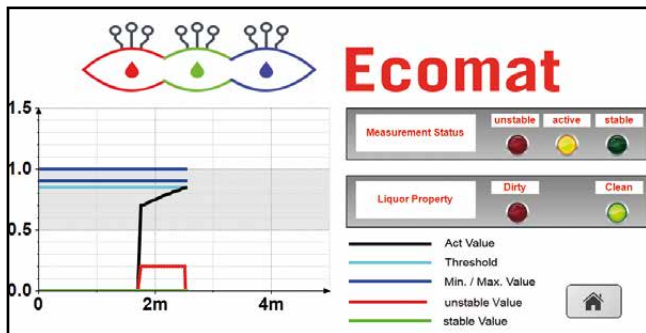 Ecomat
1.5
1.0
0.5
0.0
0
2m
4m
Measurement Status
unstable
active
stable
Liquor Property
Dirty
Clean
Act Value
Threshold
Min. / Max. Value
unstable Value
stable Value